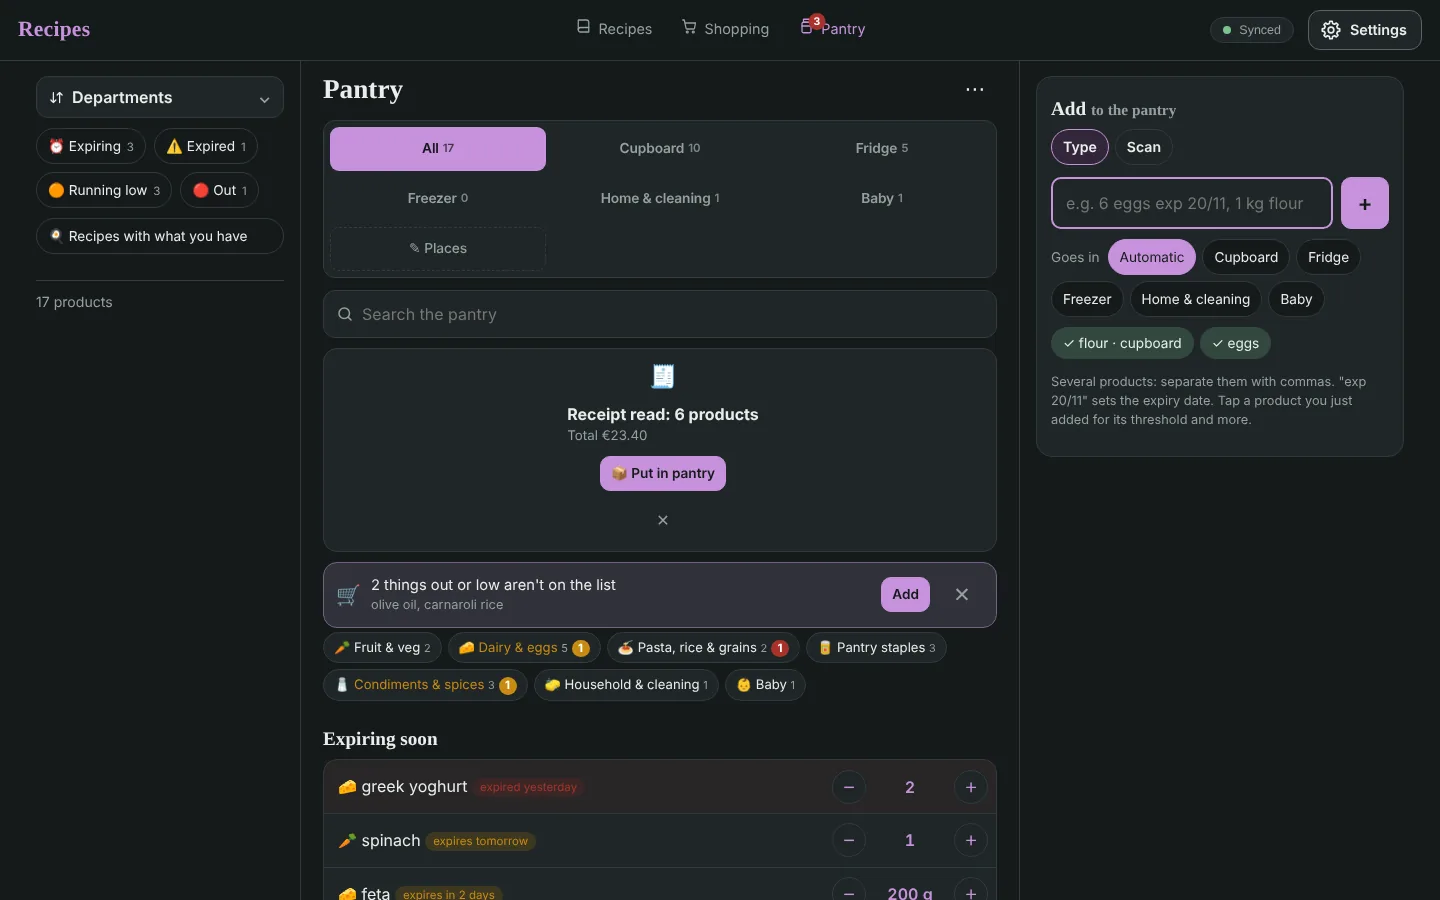 Recipes
Recipes
Shopping
3
Pantry
Synced
Settings
Departments
Expiring 3
Expired 1
Running low 3
Out 1
Recipes with what you have
17 products
Pantry
...
All 17
Cupboard 10
Fridge 5
Freezer 0
Home & cleaning 1
Baby 1
✎ Places
Search the pantry
Receipt read: 6 products
Total €23.40
Put in pantry
✕
2 things out or low aren't on the list
olive oil, carnaroli rice
Add
✕
Fruit & veg 2
Dairy & eggs 5 1
Pasta, rice & grains 2 1
Pantry staples 3
Condiments & spices 3 1
Household & cleaning 1
Baby 1
Expiring soon
greek yoghurt expired yesterday
− 2 +
spinach expires tomorrow
− 1 +
feta expires in 2 days
− 200 g +
Add to the pantry
Type
Scan
e.g. 6 eggs exp 20/11, 1 kg flour
+
Goes in
Automatic
Cupboard
Fridge
Freezer
Home & cleaning
Baby
✓ flour · cupboard
✓ eggs
Several products: separate them with commas. "exp
20/11" sets the expiry date. Tap a product you just
added for its threshold and more.